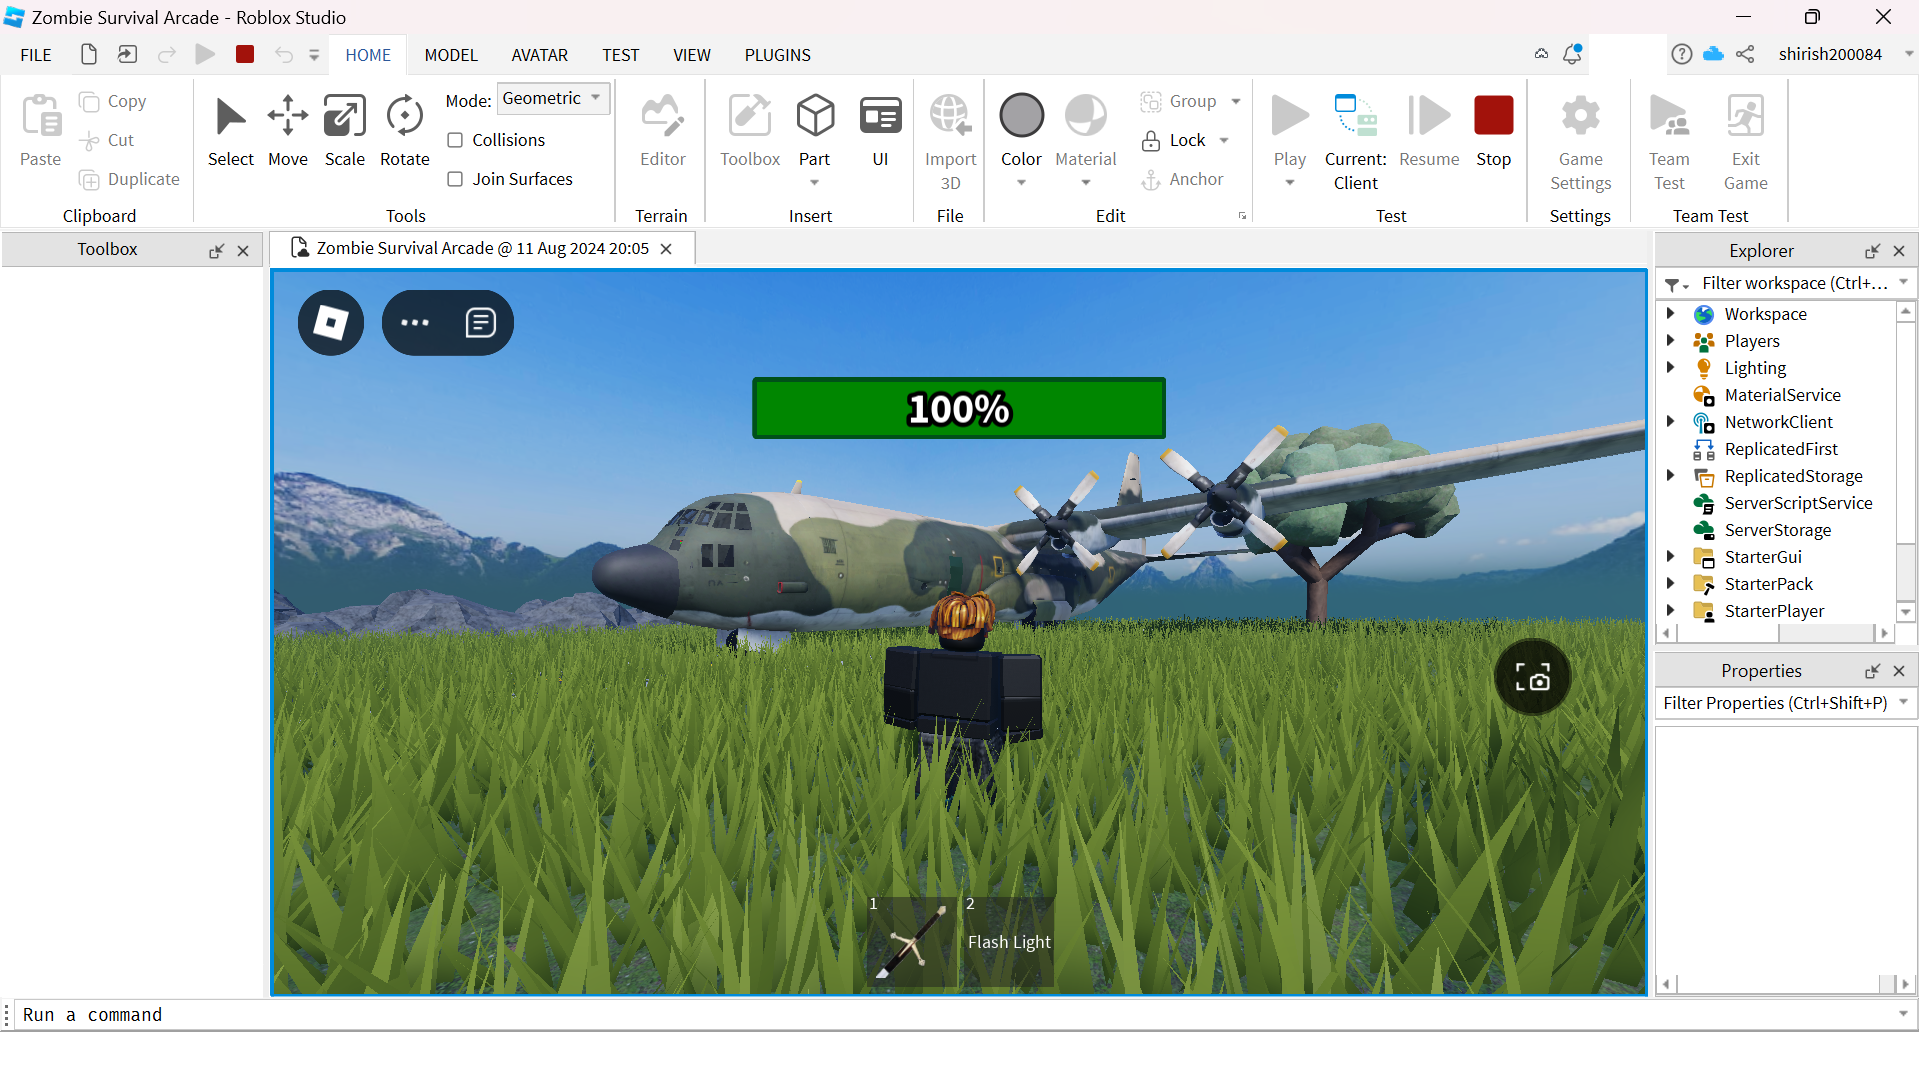 Zombie Survival Arcade - Roblox Studio
FILE HOME MODEL AVATAR TEST VIEW PLUGINS shirish200084
Paste Copy Cut Duplicate
Clipboard
Select Move Scale Rotate Mode: Geometric
Collisions
Join Surfaces
Tools
Editor
Terrain
Toolbox Part UI
Insert
Import
3D
File
Color Material Group
Lock
Anchor
Edit
Play Current:
Client Resume Stop
Test
Game
Settings
Settings
Team
Test
Exit
Game
Team Test
Toolbox
Zombie Survival Arcade @ 11 Aug 2024 20:05
100%
1
2
Flash Light
Explorer
Filter workspace (Ctrl+...
Workspace
Players
Lighting
MaterialService
NetworkClient
ReplicatedFirst
ReplicatedStorage
ServerScriptService
ServerStorage
StarterGui
StarterPack
StarterPlayer
Properties
Filter Properties (Ctrl+Shift+P)
Run a command